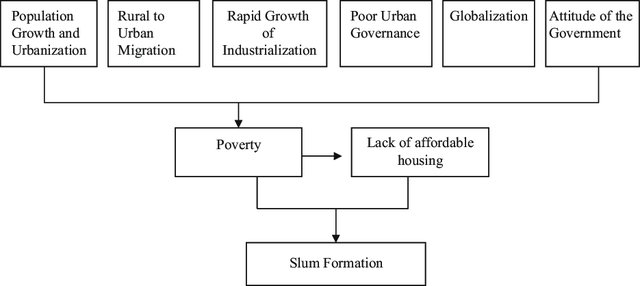 Population
Growth and
Urbanization
Rural to
Urban
Migration
Rapid Growth
of
Industrialization
Poor Urban
Governance
Globalization
Attitude of the
Government
Poverty
Lack of affordable
housing
Slum Formation